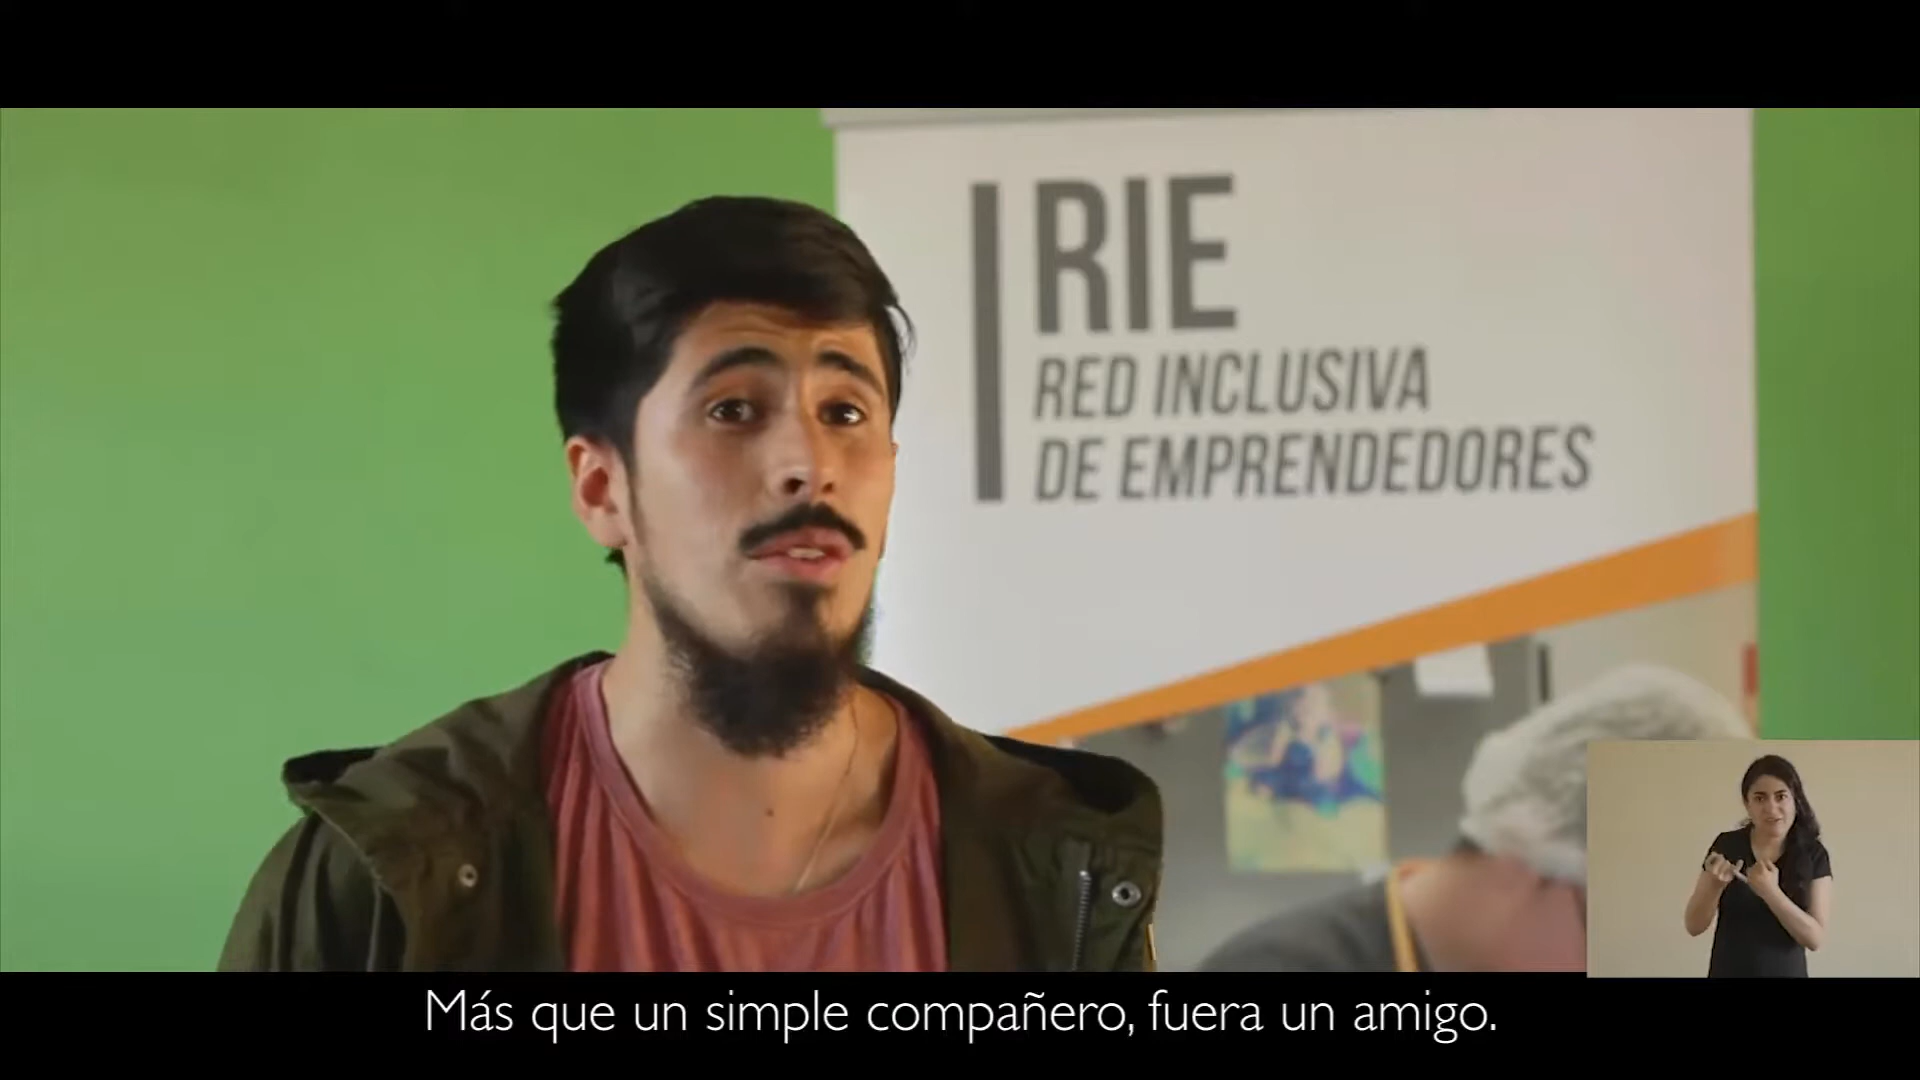 RIE
RED INCLUSIVA
DE EMPRENDEDORES
Más que un simple compañero, fuera un amigo.